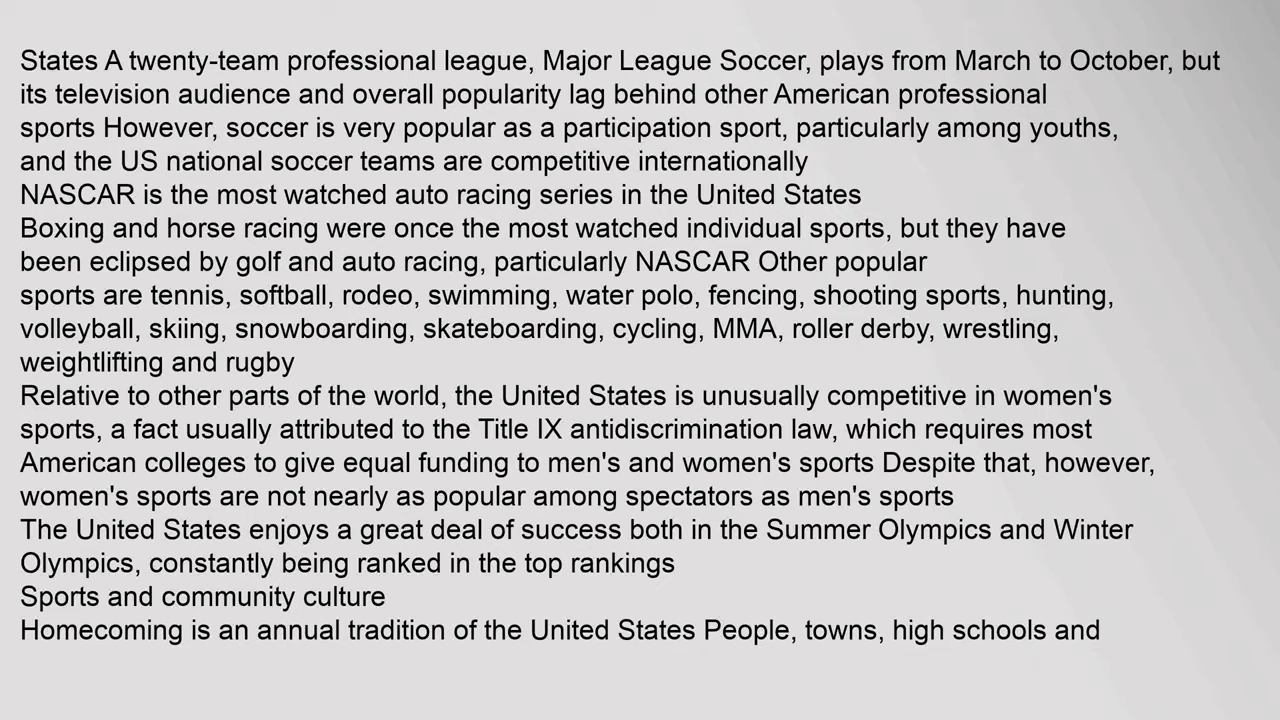 States A twenty-team professional league, Major League Soccer, plays from March to October, but
its television audience and overall popularity lag behind other American professional
sports However, soccer is very popular as a participation sport, particularly among youths,
and the US national soccer teams are competitive internationally
NASCAR is the most watched auto racing series in the United States
Boxing and horse racing were once the most watched individual sports, but they have
been eclipsed by golf and auto racing, particularly NASCAR Other popular
sports are tennis, softball, rodeo, swimming, water polo, fencing, shooting sports, hunting,
volleyball, skiing, snowboarding, skateboarding, cycling, MMA, roller derby, wrestling,
weightlifting and rugby
Relative to other parts of the world, the United States is unusually competitive in women's
sports, a fact usually attributed to the Title IX antidiscrimination law, which requires most
American colleges to give equal funding to men's and women's sports Despite that, however,
women's sports are not nearly as popular among spectators as men's sports
The United States enjoys a great deal of success both in the Summer Olympics and Winter
Olympics, constantly being ranked in the top rankings
Sports and community culture
Homecoming is an annual tradition of the United States People, towns, high schools and